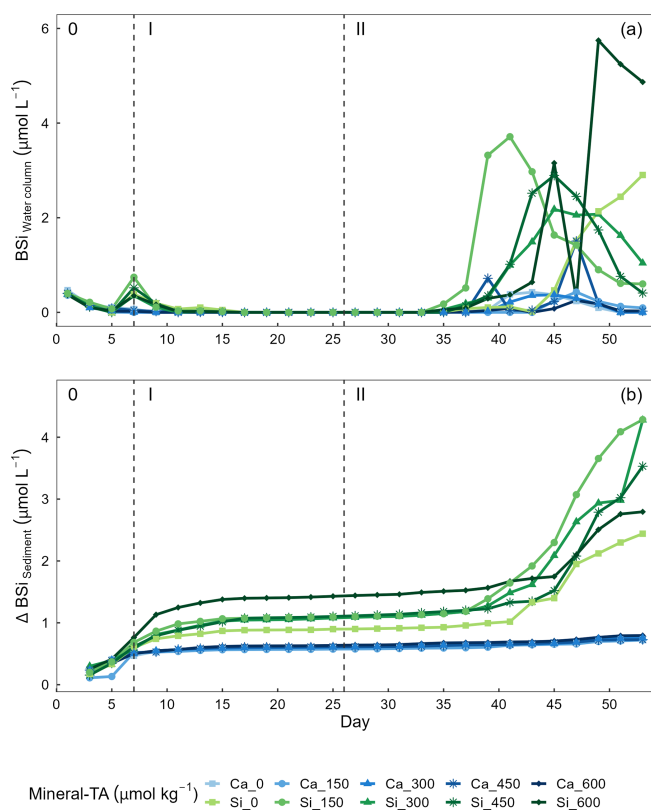 0 I II (a)
6
4
2
0
BSi Water column (μmol L⁻¹)
5 10 15 20 25 30 35 40 45 50
0 I II (b)
4
3
2
1
0
Δ BSi Sediment (μmol L⁻¹)
5 10 15 20 25 30 35 40 45 50
Day
Mineral-TA (μmol kg⁻¹)
Ca_0 Ca_150 Ca_300 Ca_450 Ca_600
Si_0 Si_150 Si_300 Si_450 Si_600